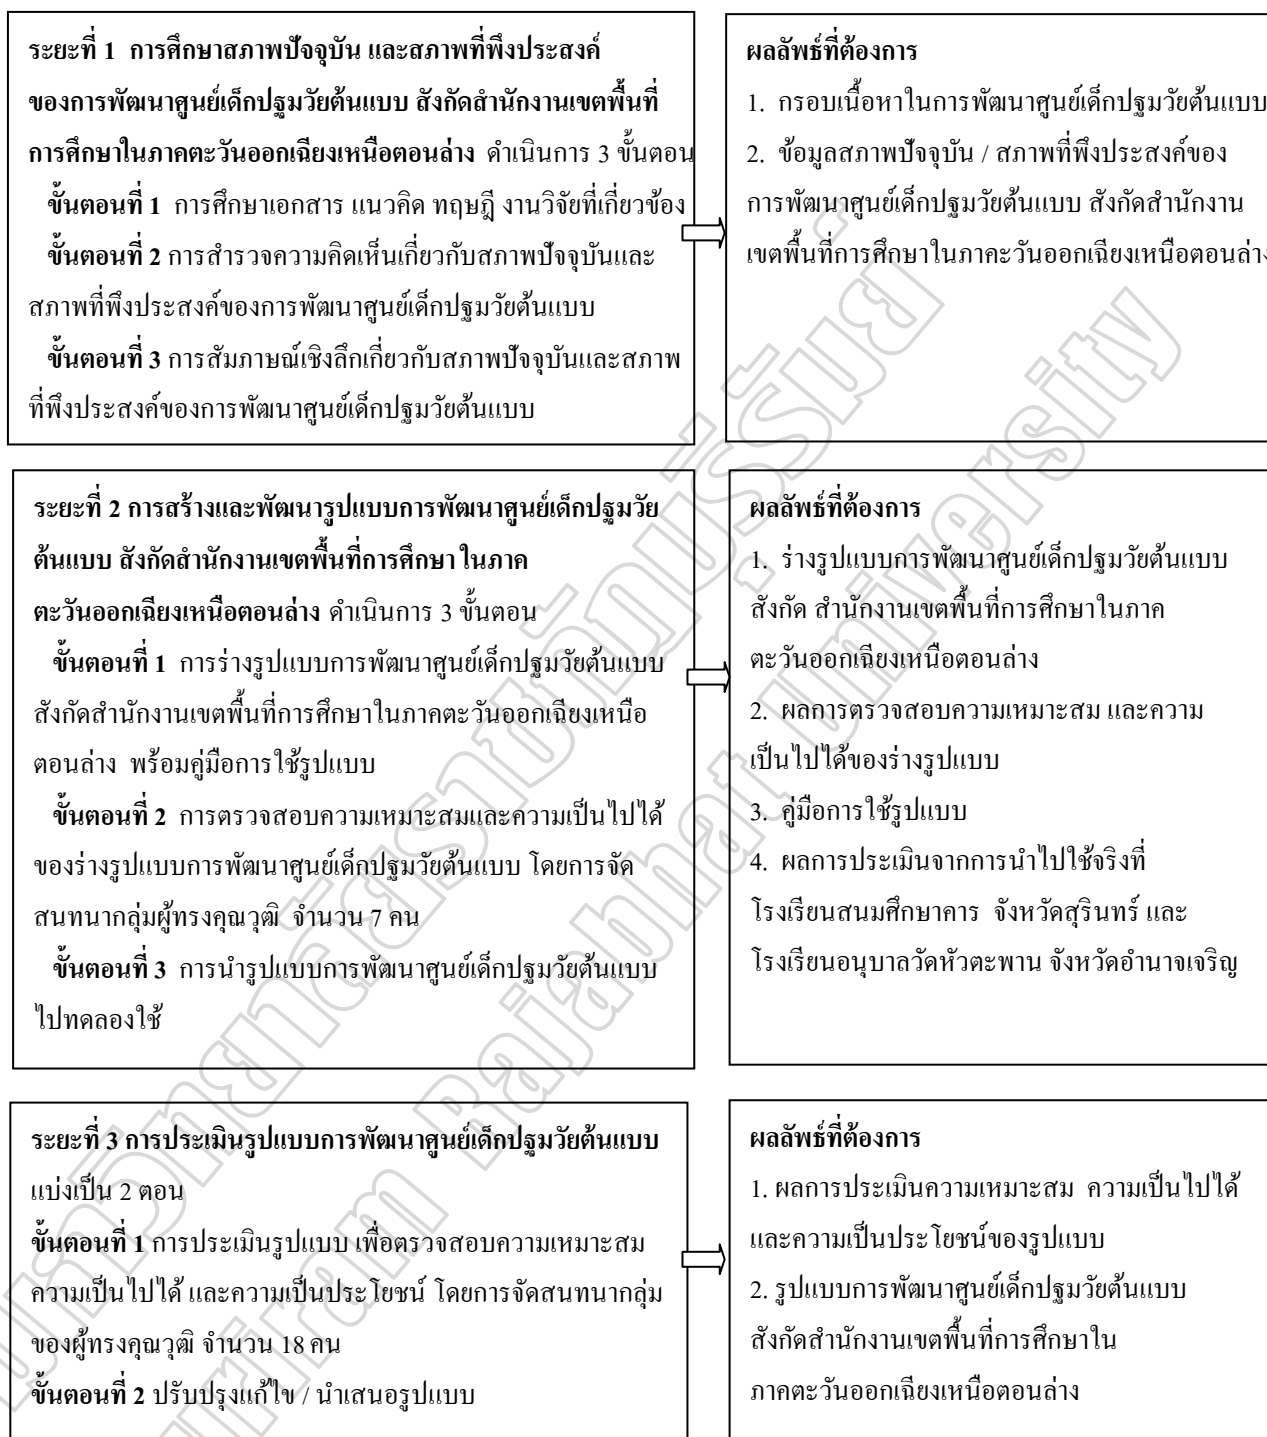 ระยะที่ 1 การศึกษาสภาพปัจจุบัน และสภาพที่พึงประสงค์
ของการพัฒนาศูนย์เด็กปฐมวัยต้นแบบ สังกัดสำนักงานเขตพื้นที่
การศึกษาในภาคตะวันออกเฉียงเหนือตอนล่าง ดำเนินการ 3 ขั้นตอน
ขั้นตอนที่ 1 การศึกษาเอกสาร แนวคิด ทฤษฎี งานวิจัยที่เกี่ยวข้อง
ขั้นตอนที่ 2 การสำรวจความคิดเห็นเกี่ยวกับสภาพปัจจุบันและ
สภาพที่พึงประสงค์ของการพัฒนาศูนย์เด็กปฐมวัยต้นแบบ
ขั้นตอนที่ 3 การสัมภาษณ์เชิงลึกเกี่ยวกับสภาพปัจจุบันและสภาพ
ที่พึงประสงค์ของการพัฒนาศูนย์เด็กปฐมวัยต้นแบบ
ผลลัพธ์ที่ต้องการ
1. กรอบเนื้อหาในการพัฒนาศูนย์เด็กปฐมวัยต้นแบบ
2. ข้อมูลสภาพปัจจุบัน / สภาพที่พึงประสงค์ของ
การพัฒนาศูนย์เด็กปฐมวัยต้นแบบ สังกัดสำนักงาน
เขตพื้นที่การศึกษาในภาคะวันออกเฉียงเหนือตอนล่าง
ระยะที่ 2 การสร้างและพัฒนารูปแบบการพัฒนาศูนย์เด็กปฐมวัย
ต้นแบบ สังกัดสำนักงานเขตพื้นที่การศึกษา ในภาค
ตะวันออกเฉียงเหนือตอนล่าง ดำเนินการ 3 ขั้นตอน
ขั้นตอนที่ 1 การร่างรูปแบบการพัฒนาศูนย์เด็กปฐมวัยต้นแบบ
สังกัดสำนักงานเขตพื้นที่การศึกษาในภาคตะวันออกเฉียงเหนือ
ตอนล่าง พร้อมคู่มือการใช้รูปแบบ
ขั้นตอนที่ 2 การตรวจสอบความเหมาะสมและความเป็นไปได้
ของร่างรูปแบบการพัฒนาศูนย์เด็กปฐมวัยต้นแบบ โดยการจัด
สนทนากลุ่มผู้ทรงคุณวุฒิ จำนวน 7 คน
ขั้นตอนที่ 3 การนำรูปแบบการพัฒนาศูนย์เด็กปฐมวัยต้นแบบ
ไปทดลองใช้
ผลลัพธ์ที่ต้องการ
1. ร่างรูปแบบการพัฒนาศูนย์เด็กปฐมวัยต้นแบบ
สังกัด สำนักงานเขตพื้นที่การศึกษาในภาค
ตะวันออกเฉียงเหนือตอนล่าง
2. ผลการตรวจสอบความเหมาะสม และความ
เป็นไปได้ของร่างรูปแบบ
3. คู่มือการใช้รูปแบบ
4. ผลการประเมินจากการนำไปใช้จริงที่
โรงเรียนสนมศึกษาคาร จังหวัดสุรินทร์ และ
โรงเรียนอนุบาลวัดหัวตะพาน จังหวัดอำนาจเจริญ
ระยะที่ 3 การประเมินรูปแบบการพัฒนาศูนย์เด็กปฐมวัยต้นแบบ
แบ่งเป็น 2 ตอน
ขั้นตอนที่ 1 การประเมินรูปแบบ เพื่อตรวจสอบความเหมาะสม
ความเป็นไปได้ และความเป็นประโยชน์ โดยการจัดสนทนากลุ่ม
ของผู้ทรงคุณวุฒิ จำนวน 18 คน
ขั้นตอนที่ 2 ปรับปรุงแก้ไข / นำเสนอรูปแบบ
ผลลัพธ์ที่ต้องการ
1. ผลการประเมินความเหมาะสม ความเป็นไปได้
และความเป็นประโยชน์ของรูปแบบ
2. รูปแบบการพัฒนาศูนย์เด็กปฐมวัยต้นแบบ
สังกัดสำนักงานเขตพื้นที่การศึกษาใน
ภาคตะวันออกเฉียงเหนือตอนล่าง
Rajabhat University